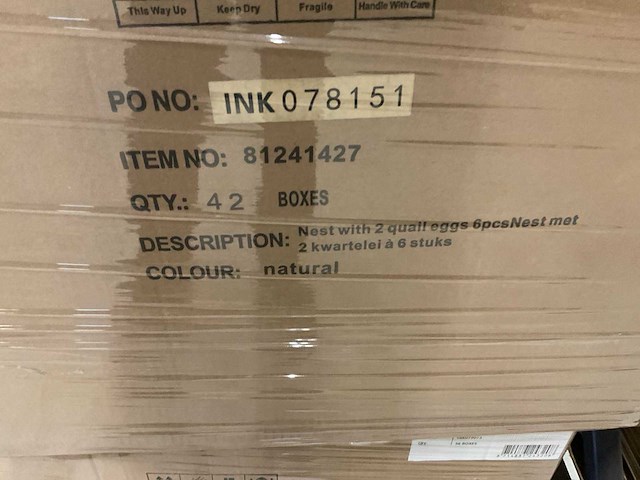 This Way Up Keep Dry Fragile Handle With Care
PO NO: INK078151
ITEM NO: 81241427
QTY.: 42 BOXES
DESCRIPTION: Nest with 2 quail eggs 6pcsNest met
2 kwartelei à 6 stuks
COLOUR: natural